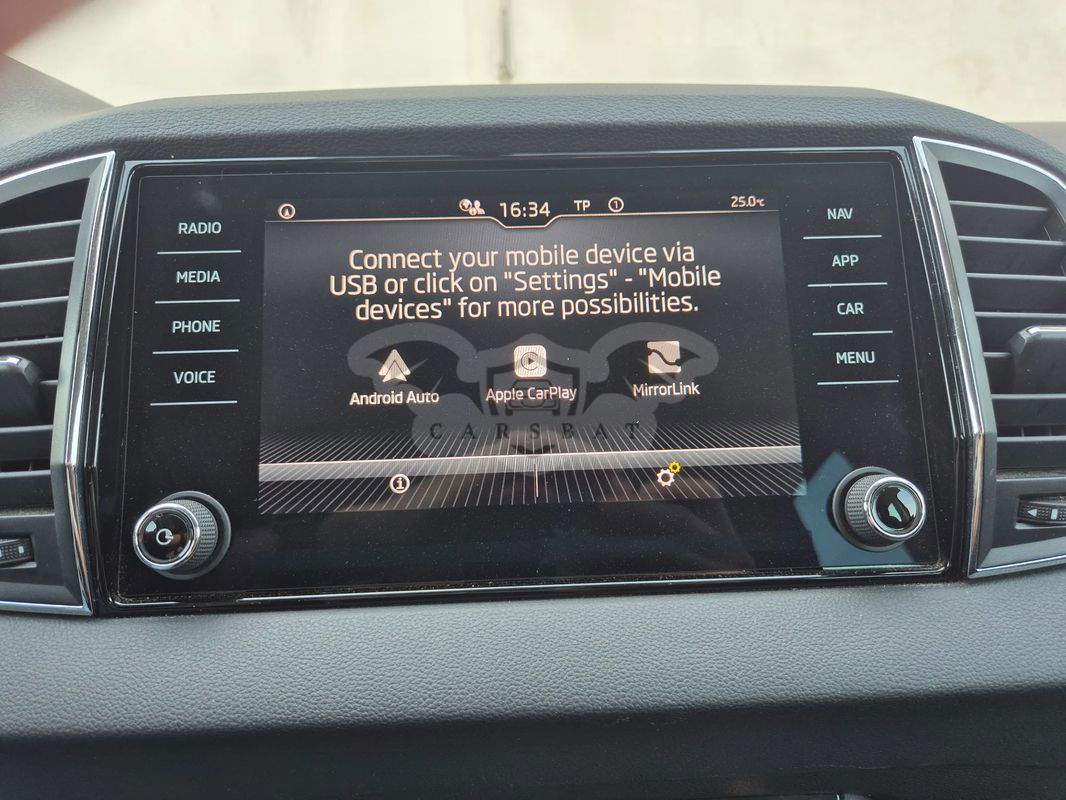 16:34 TP 1 25.0°C
RADIO
MEDIA
PHONE
VOICE
Connect your mobile device via
USB or click on "Settings" - "Mobile
devices" for more possibilities.
Android Auto
Apple CarPlay
MirrorLink
CARSBAT
NAV
APP
CAR
MENU